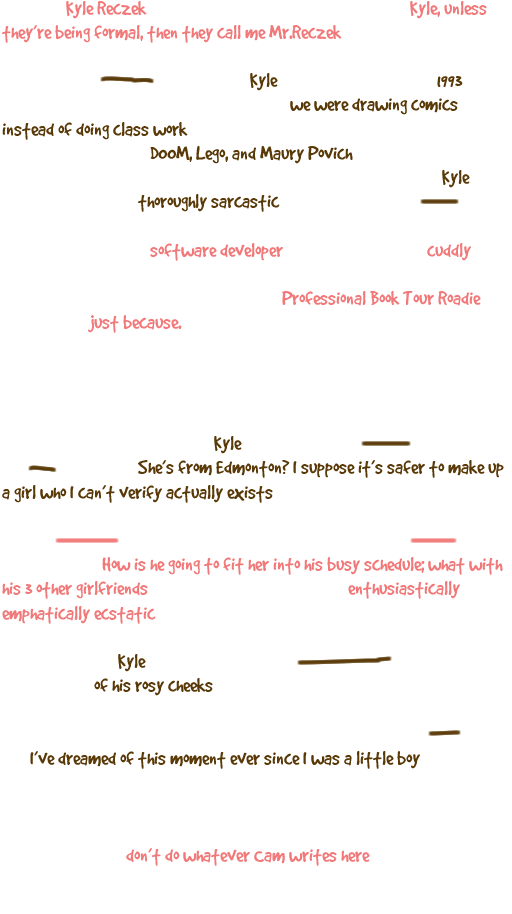 Kyle Reczek Kyle, unless
they're being formal, then they call me Mr.Reczek
Kyle 1993
we were drawing comics
instead of doing class work
DooM, Lego, and Maury Povich
Kyle
thoroughly sarcastic
software developer cuddly
Professional Book Tour Roadie
just because.
Kyle
She's from Edmonton? I suppose it's safer to make up
a girl who I can't verify actually exists
How is he going to fit her into his busy schedule; what with
his 3 other girlfriends enthusiastically
emphatically ecstatic
Kyle
of his rosy cheeks
I've dreamed of this moment ever since I was a little boy
don't do whatever Cam writes here